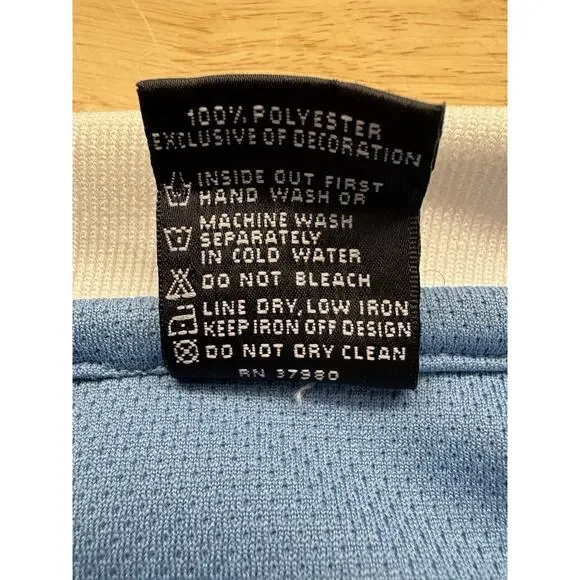 100% POLYESTER
EXCLUSIVE OF DECORATION
INSIDE OUT FIRST
HAND WASH OR
MACHINE WASH
SEPARATELY
IN COLD WATER
DO NOT BLEACH
LINE DRY, LOW IRON
KEEP IRON OFF DESIGN
DO NOT DRY CLEAN
RN 37980